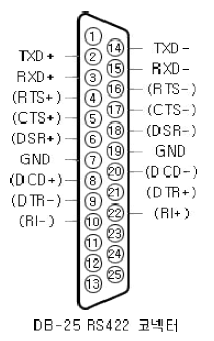 1
14
TXD+ 2 TXD-
15
RXD+ 3 RXD-
16
(RTS+) 4 (RTS-)
17
(CTS+) 5 (CTS-)
18
(DSR+) 6 (DSR-)
19
GND 7 GND
20
(DCD+) 8 (DCD-)
21
(DTR-) 9 (DTR+)
22
(RI-) 10 (RI+)
23
11
24
12
25
13
DB-25 RS422 코넥터